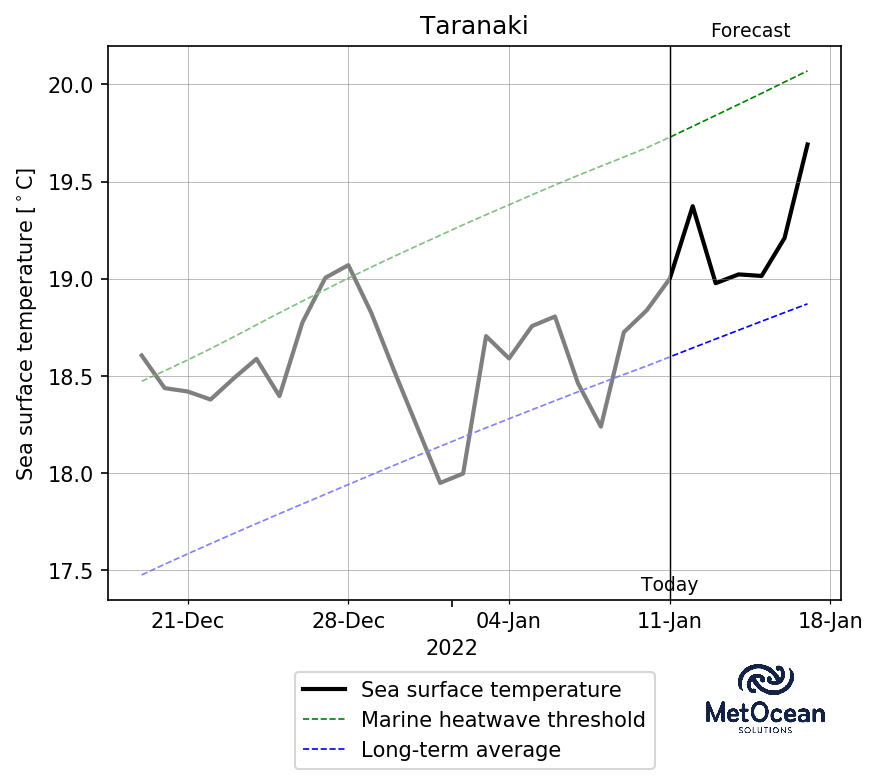 Taranaki
Forecast
20.0
19.5
19.0
18.5
18.0
17.5
Sea surface temperature [°C]
Today
21-Dec 28-Dec 04-Jan 11-Jan 18-Jan
2022
Sea surface temperature
Marine heatwave threshold
Long-term average
MetOcean
SOLUTIONS